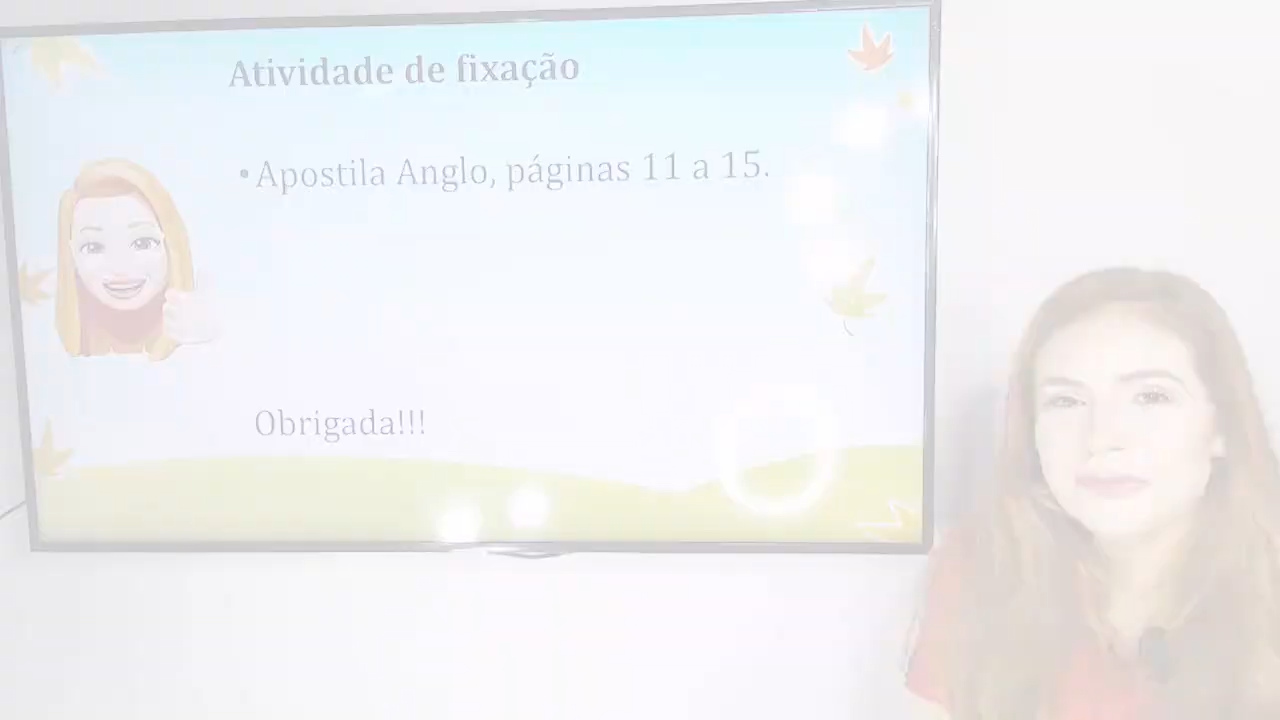 Atividade de fixação
• Apostila Anglo, páginas 11 a 15.
Obrigada!!!